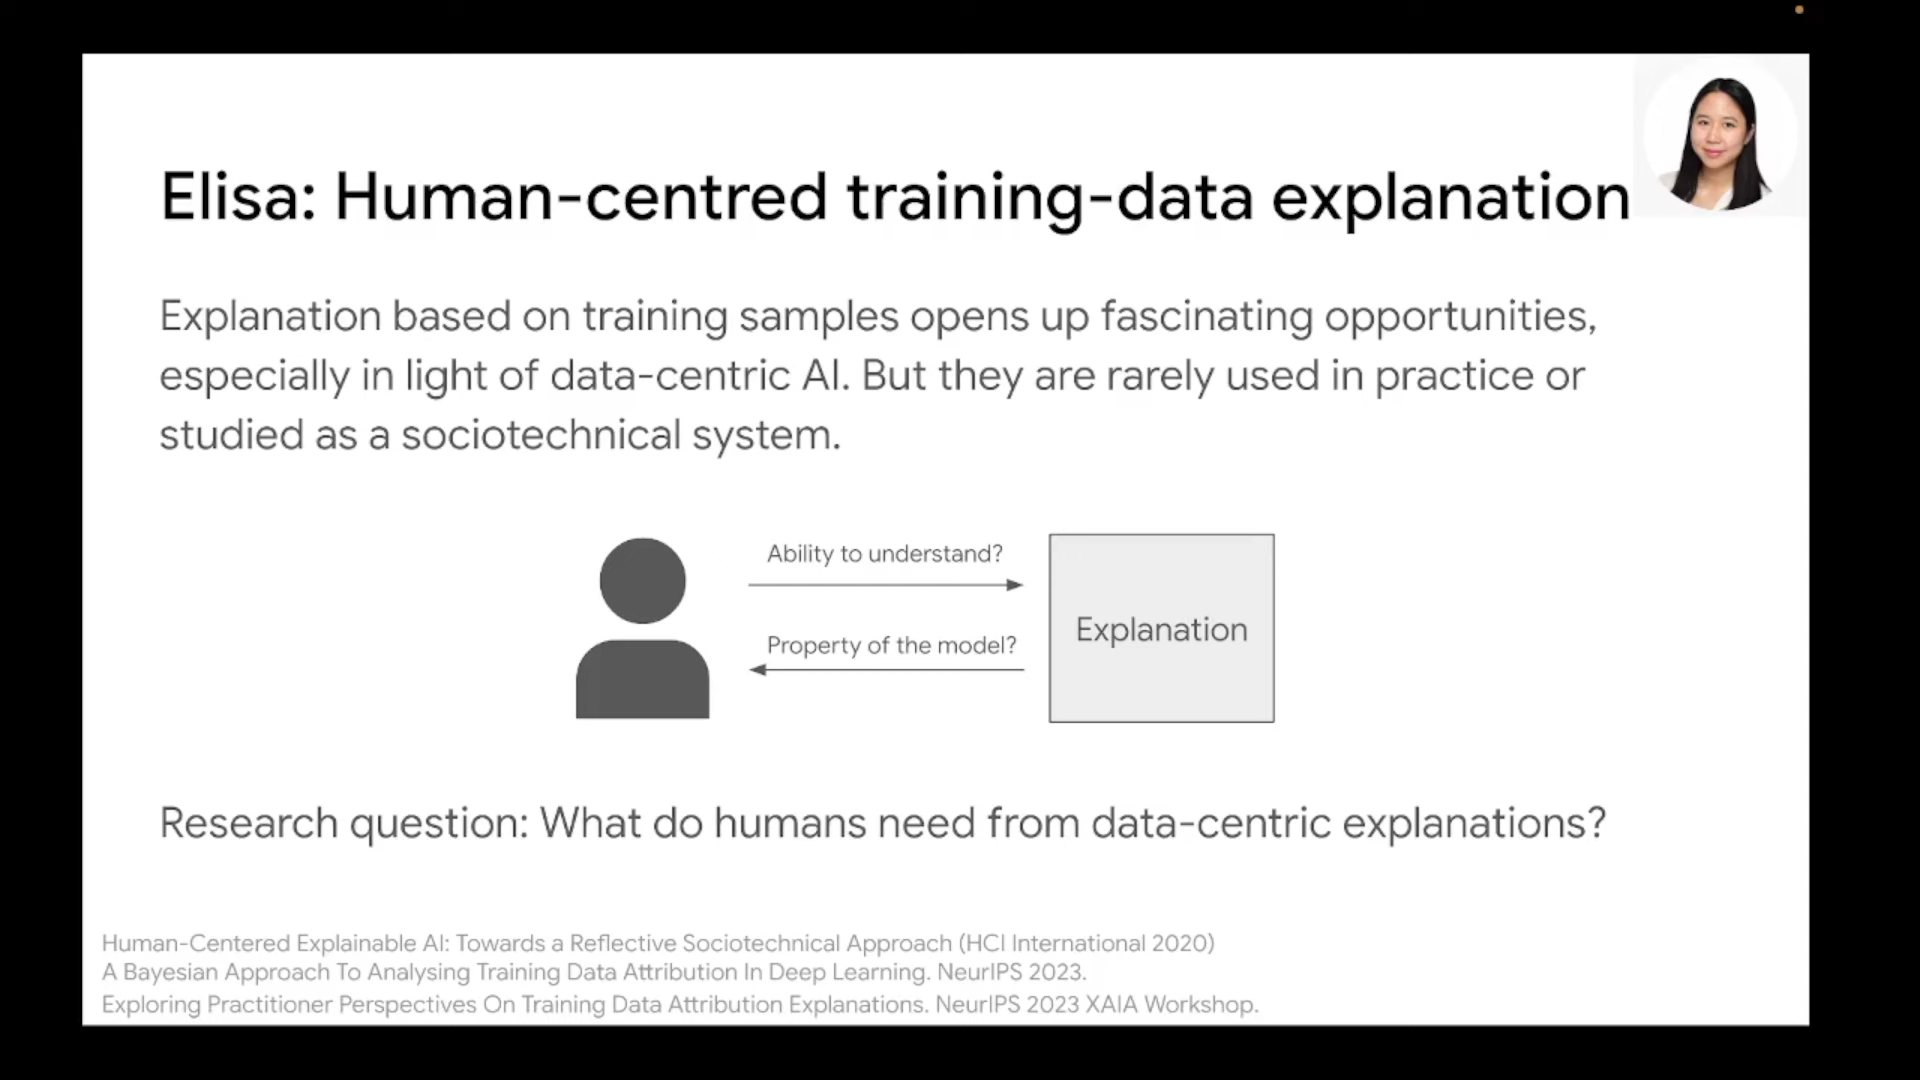 Elisa: Human-centred training-data explanation
Explanation based on training samples opens up fascinating opportunities,
especially in light of data-centric AI. But they are rarely used in practice or
studied as a sociotechnical system.
Ability to understand?
Property of the model?
Explanation
Research question: What do humans need from data-centric explanations?
Human-Centered Explainable AI: Towards a Reflective Sociotechnical Approach (HCI International 2020)
A Bayesian Approach To Analysing Training Data Attribution In Deep Learning. NeurIPS 2023.
Exploring Practitioner Perspectives On Training Data Attribution Explanations. NeurIPS 2023 XAIA Workshop.